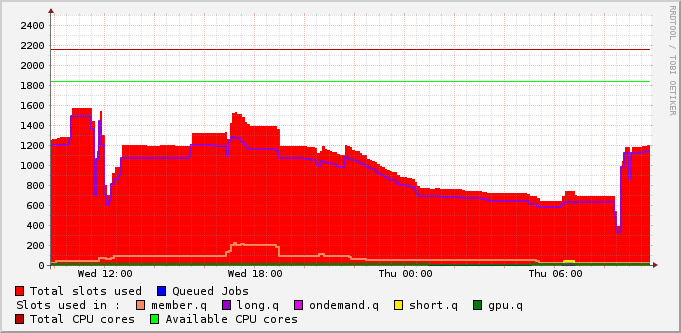 RRDTOOL / TOBI OETIKER
2400
2200
2000
1800
1600
1400
1200
1000
800
600
400
200
0
Wed 12:00 Wed 18:00 Thu 00:00 Thu 06:00
Total slots used Queued Jobs
Slots used in : member.q long.q ondemand.q short.q gpu.q
Total CPU cores Available CPU cores